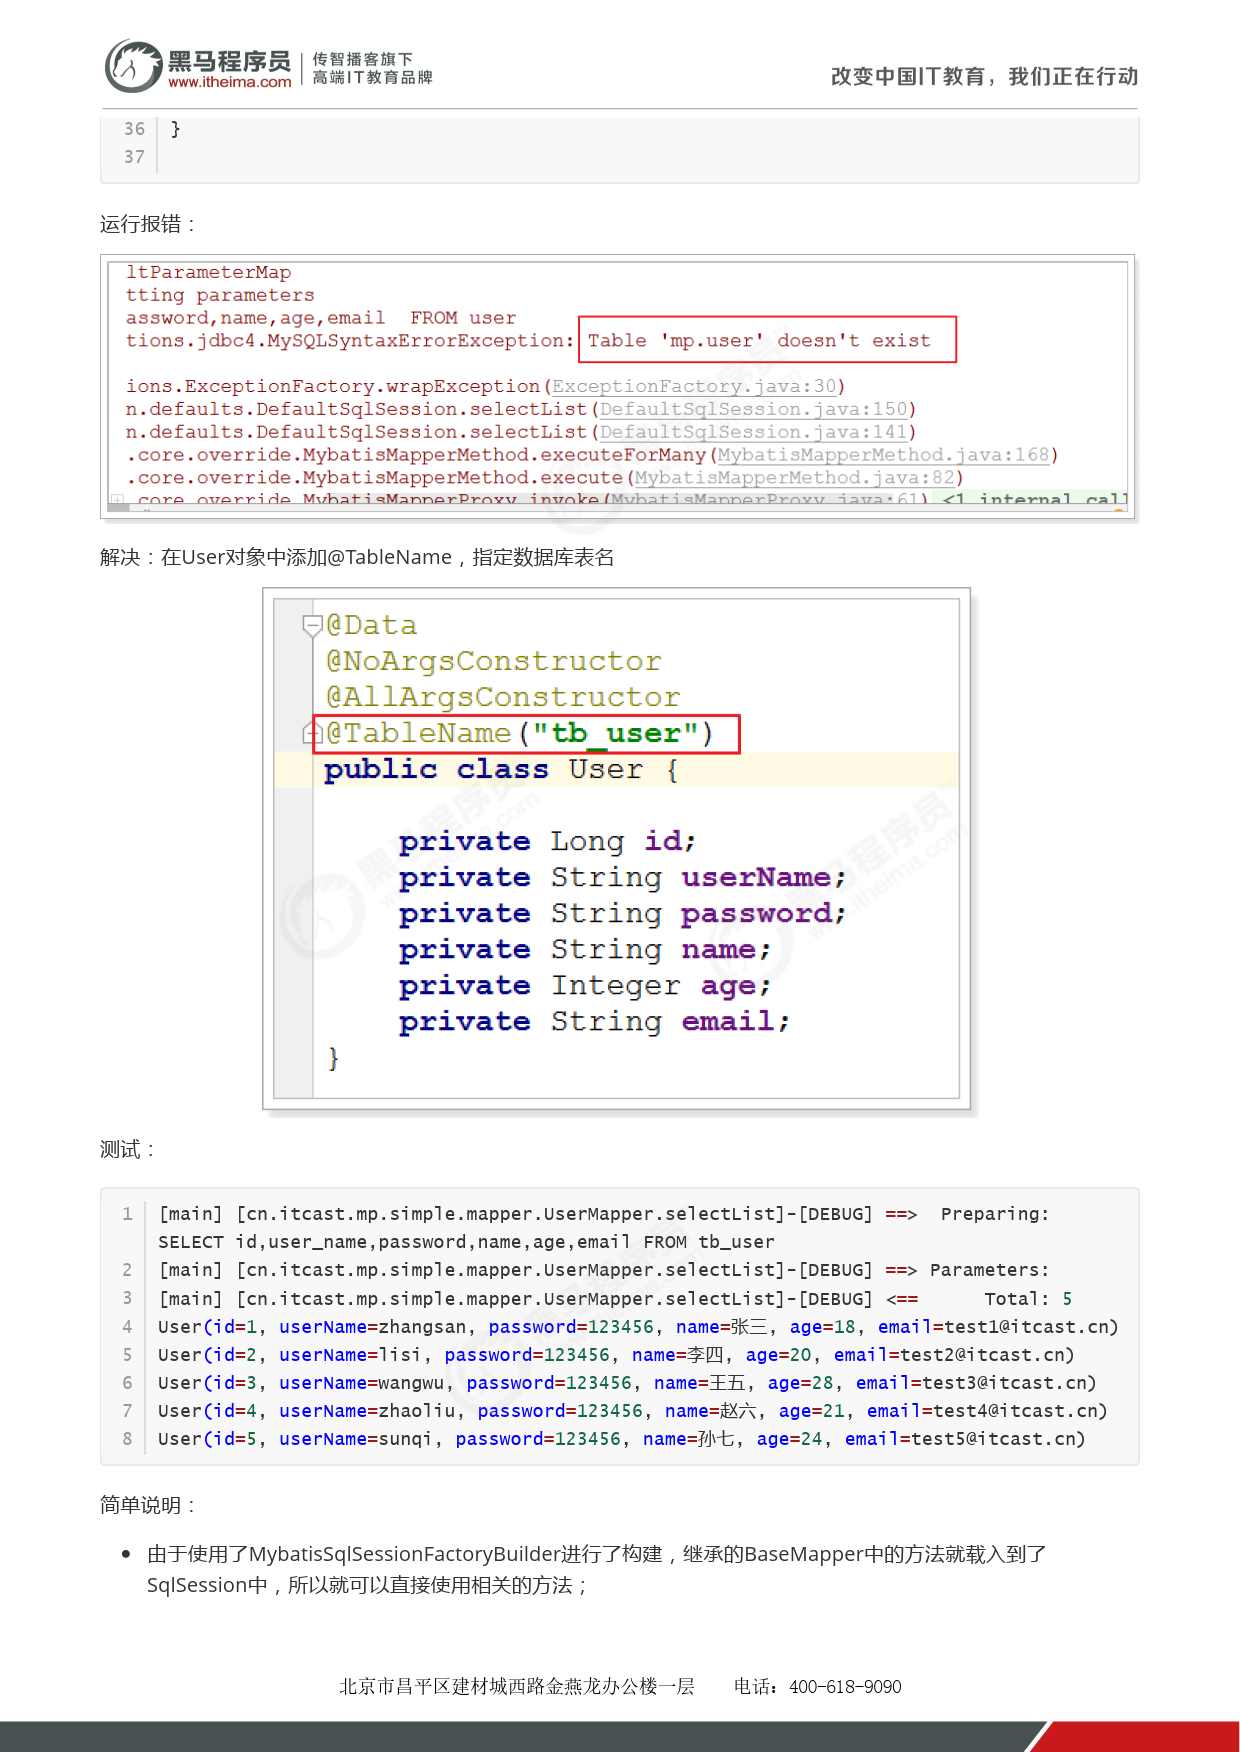 黑马程序员
www.itheima.com
传智播客旗下
高端IT教育品牌
改变中国IT教育，我们正在行动
36 }
37
运行报错：
ltParameterMap
tting parameters
assword,name,age,email  FROM user
tions.jdbc4.MySQLSyntaxErrorException: Table 'mp.user' doesn't exist
ions.ExceptionFactory.wrapException(ExceptionFactory.java:30)
n.defaults.DefaultSqlSession.selectList(DefaultSqlSession.java:150)
n.defaults.DefaultSqlSession.selectList(DefaultSqlSession.java:141)
.core.override.MybatisMapperMethod.executeForMany(MybatisMapperMethod.java:168)
.core.override.MybatisMapperMethod.execute(MybatisMapperMethod.java:82)
.core.override.MybatisMapperProxy.invoke(MybatisMapperProxy.java:61) <1 internal call
解决：在User对象中添加@TableName，指定数据库表名
@Data
@NoArgsConstructor
@AllArgsConstructor
@TableName("tb_user")
public class User {
private Long id;
private String userName;
private String password;
private String name;
private Integer age;
private String email;
}
测试：
1 [main] [cn.itcast.mp.simple.mapper.UserMapper.selectList]-[DEBUG] ==>  Preparing:
SELECT id,user_name,password,name,age,email FROM tb_user
2 [main] [cn.itcast.mp.simple.mapper.UserMapper.selectList]-[DEBUG] ==> Parameters:
3 [main] [cn.itcast.mp.simple.mapper.UserMapper.selectList]-[DEBUG] <==      Total: 5
4 User(id=1, userName=zhangsan, password=123456, name=张三, age=18, email=test1@itcast.cn)
5 User(id=2, userName=lisi, password=123456, name=李四, age=20, email=test2@itcast.cn)
6 User(id=3, userName=wangwu, password=123456, name=王五, age=28, email=test3@itcast.cn)
7 User(id=4, userName=zhaoliu, password=123456, name=赵六, age=21, email=test4@itcast.cn)
8 User(id=5, userName=sunqi, password=123456, name=孙七, age=24, email=test5@itcast.cn)
简单说明：
• 由于使用了MybatisSqlSessionFactoryBuilder进行了构建，继承的BaseMapper中的方法就载入到了
SqlSession中，所以就可以直接使用相关的方法；
北京市昌平区建材城西路金燕龙办公楼一层    电话：400-618-9090